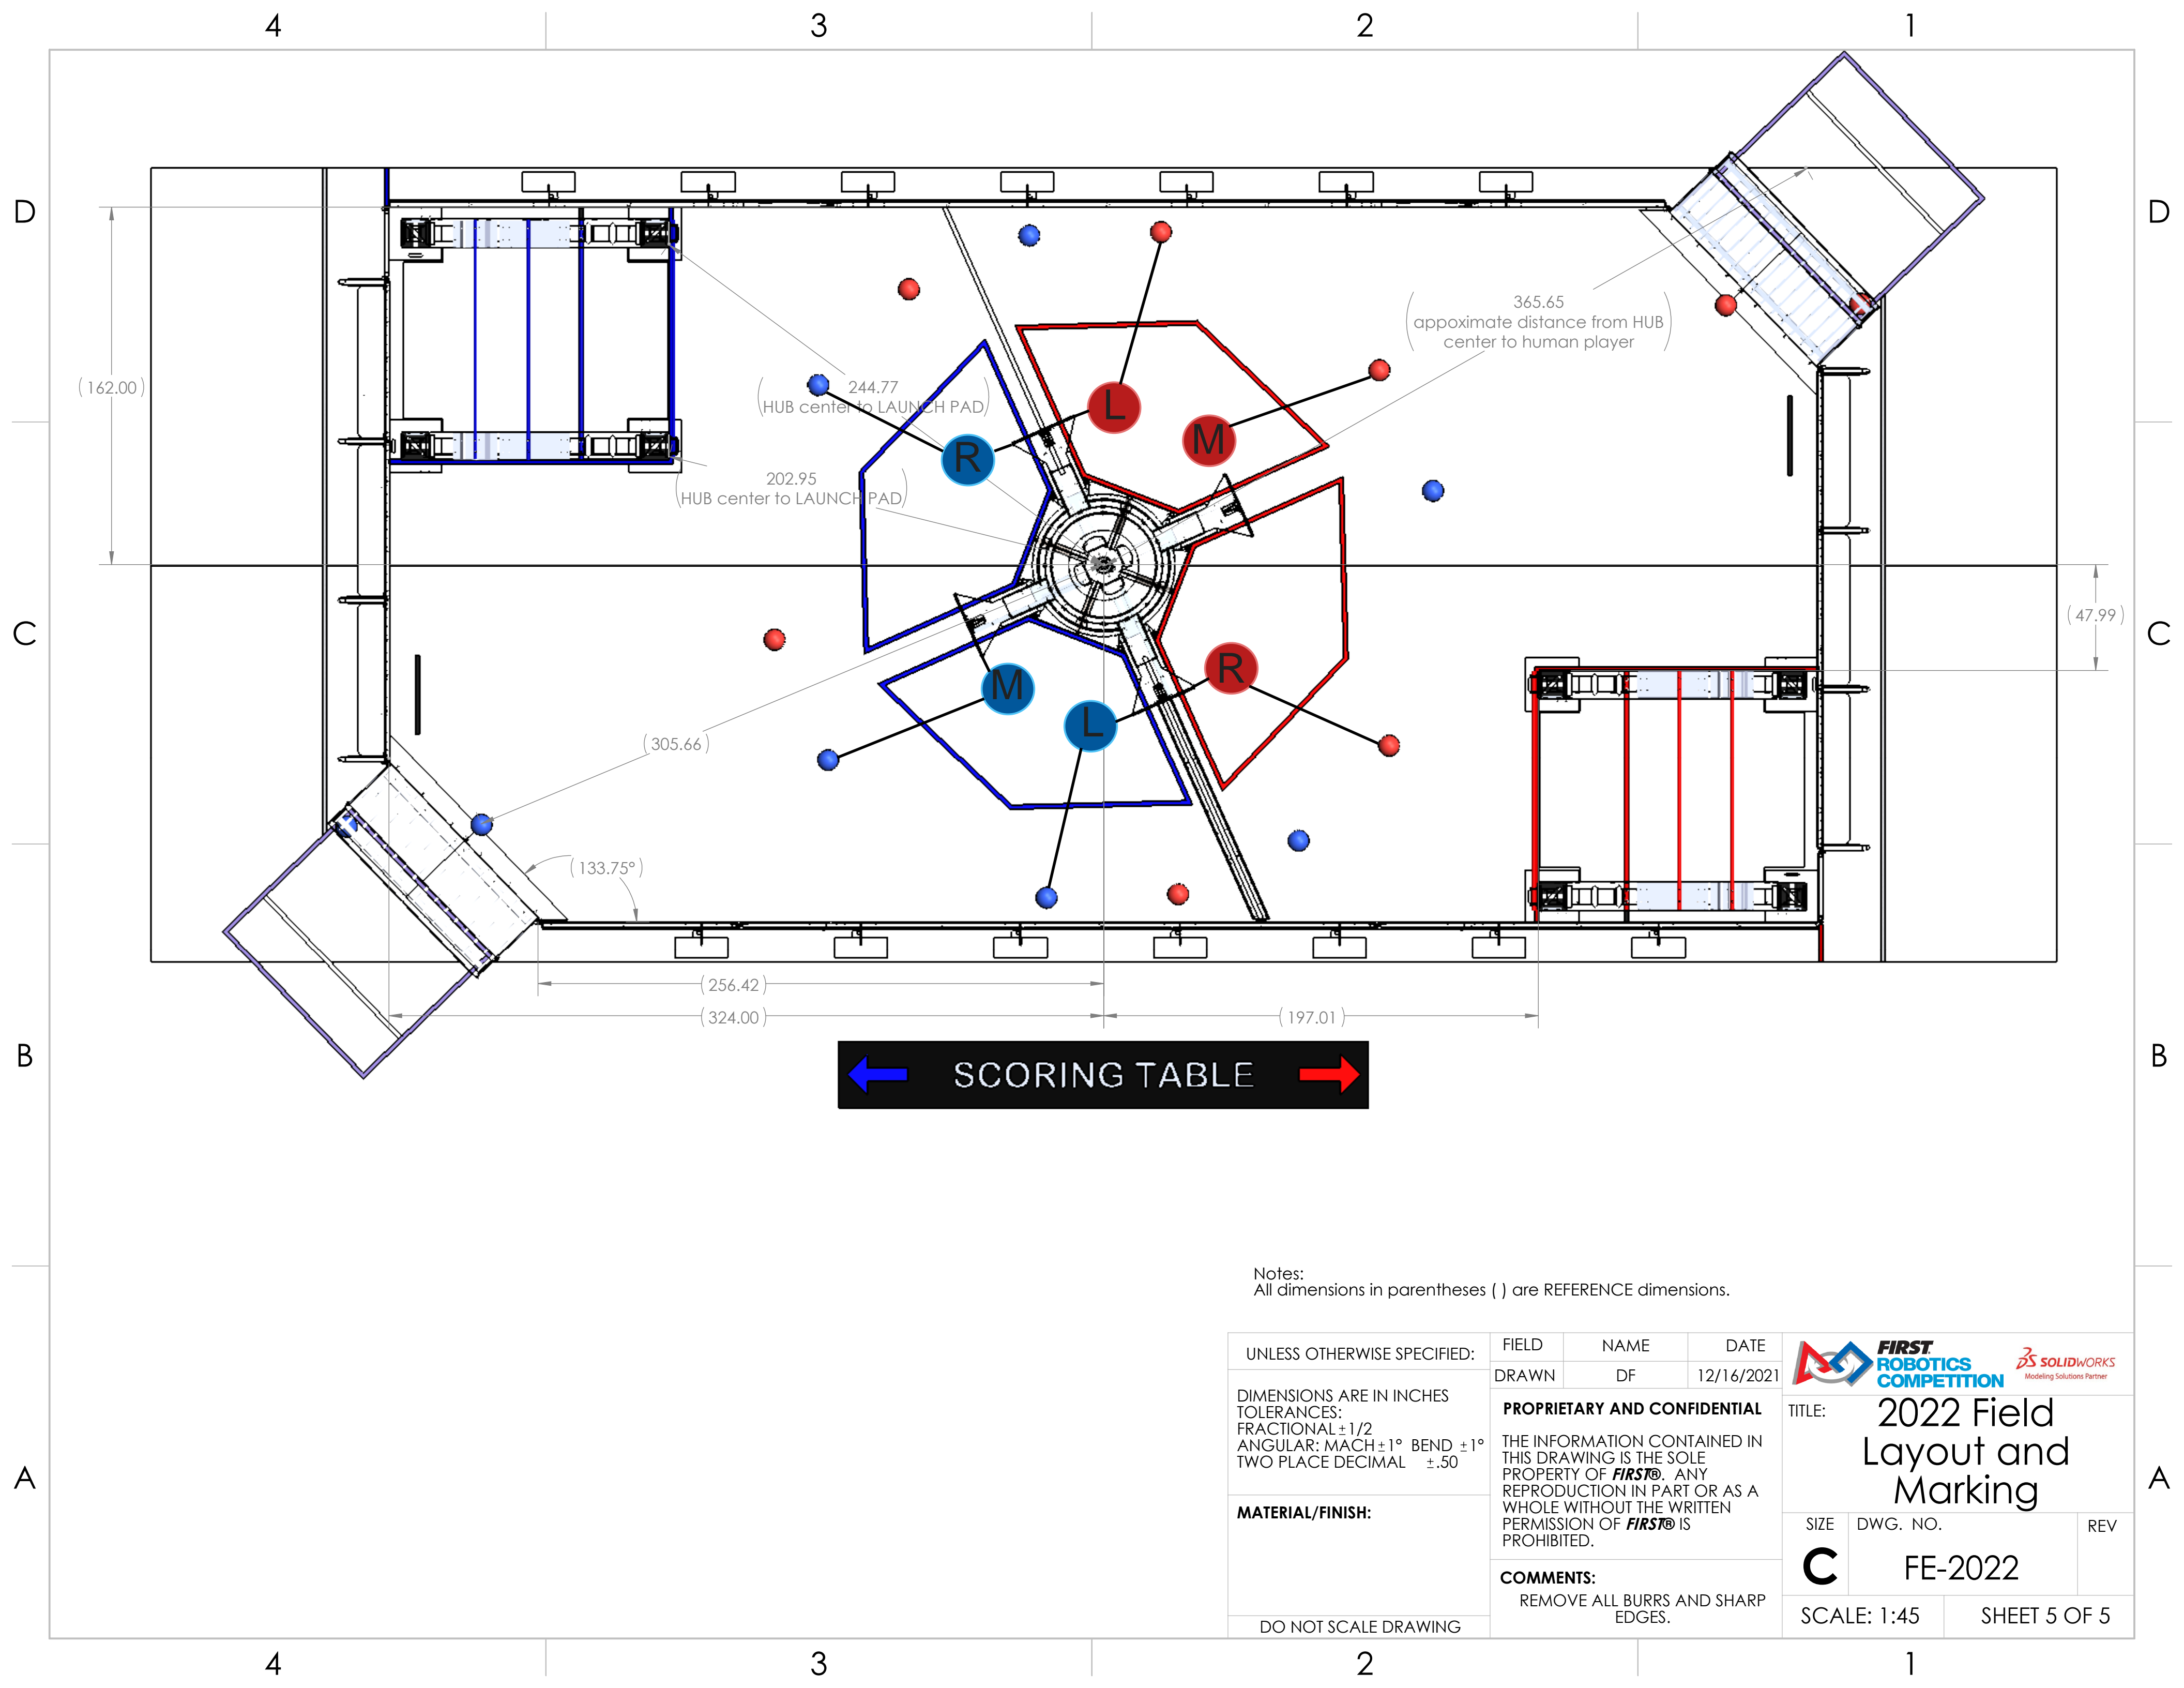 4 3 2 1
D D
365.65
appoximate distance from HUB
center to human player
(162.00)
244.77
(HUB center to LAUNCH PAD)
L
M
R
202.95
(HUB center to LAUNCH PAD)
C C
(47.99)
R
M
L
(305.66)
(133.75°)
(256.42)
(324.00) (197.01)
B B
SCORING TABLE
Notes:
All dimensions in parentheses ( ) are REFERENCE dimensions.
UNLESS OTHERWISE SPECIFIED:
DIMENSIONS ARE IN INCHES
TOLERANCES:
FRACTIONAL ±1/2
ANGULAR: MACH ±1° BEND ±1°
TWO PLACE DECIMAL ±.50
MATERIAL/FINISH:
DO NOT SCALE DRAWING
FIELD NAME DATE
DRAWN DF 12/16/2021
PROPRIETARY AND CONFIDENTIAL
THE INFORMATION CONTAINED IN
THIS DRAWING IS THE SOLE
PROPERTY OF FIRST®. ANY
REPRODUCTION IN PART OR AS A
WHOLE WITHOUT THE WRITTEN
PERMISSION OF FIRST® IS
PROHIBITED.
COMMENTS:
REMOVE ALL BURRS AND SHARP
EDGES.
FIRST
ROBOTICS
COMPETITION
SOLIDWORKS
Modeling Solutions Partner
TITLE:
2022 Field
Layout and
Marking
SIZE DWG. NO. REV
C FE-2022
SCALE: 1:45 SHEET 5 OF 5
A A
4 3 2 1